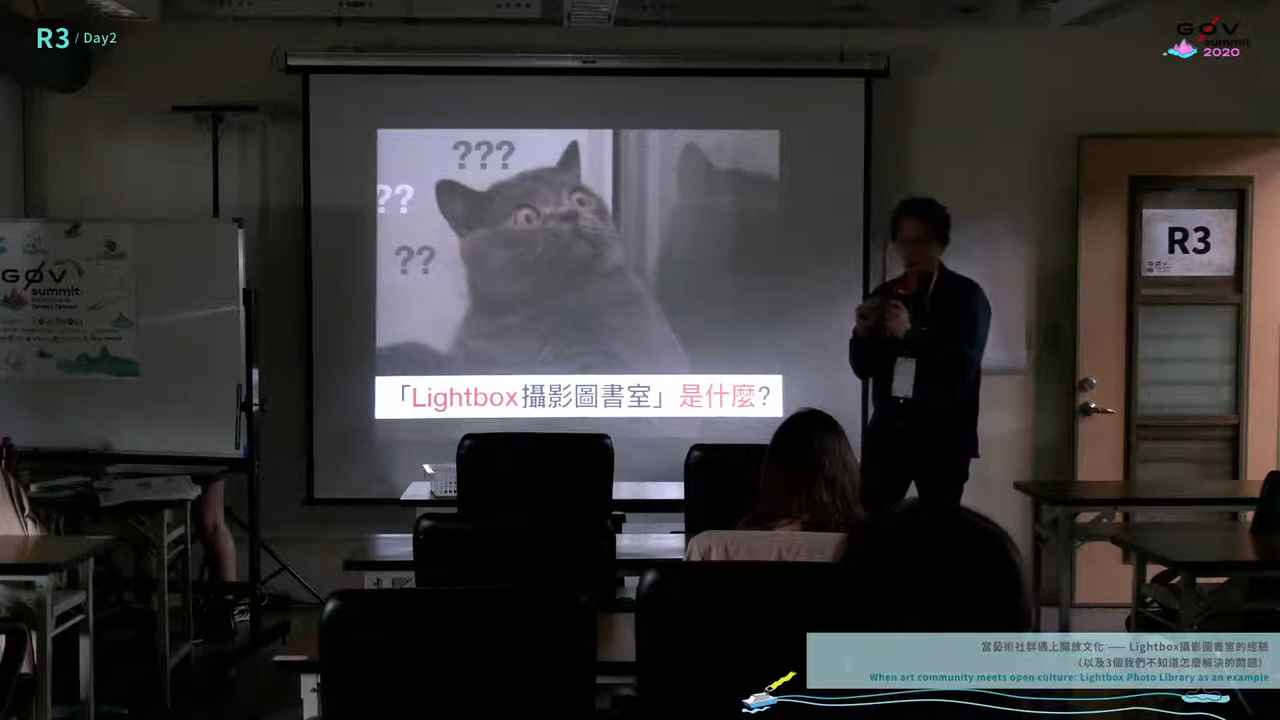 R3 / Day2
GØV
summit
2020
???
??
??
「Lightbox攝影圖書室」是什麼?
GØV
summit
R3
GØV
當藝術社群遇上開放文化 —— Lightbox攝影圖書室的經驗
（以及3個我們不知道怎麼解決的問題）
When art community meets open culture: Lightbox Photo Library as an example